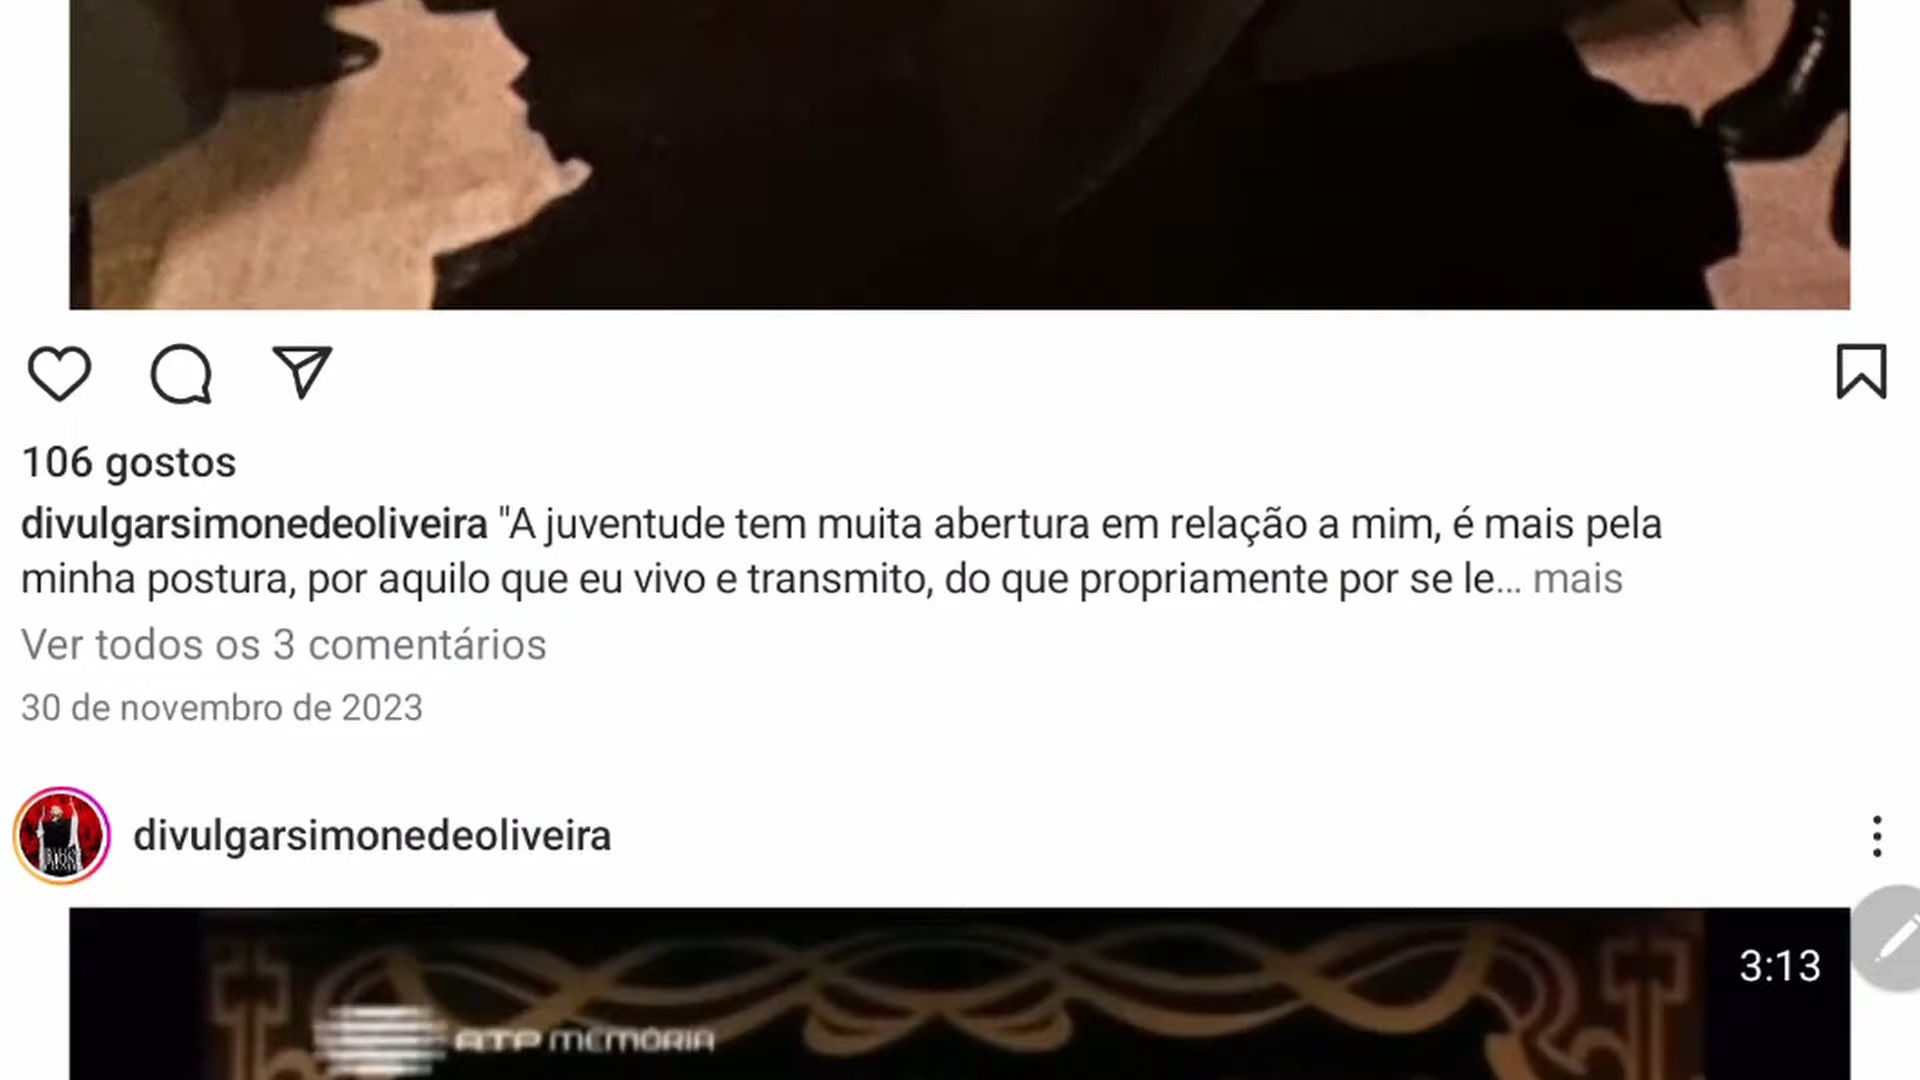 106 gostos
divulgarsimonedeoliveira "A juventude tem muita abertura em relação a mim, é mais pela
minha postura, por aquilo que eu vivo e transmito, do que propriamente por se le... mais
Ver todos os 3 comentários
30 de novembro de 2023
divulgarsimonedeoliveira
3:13
RTP MEMÓRIA